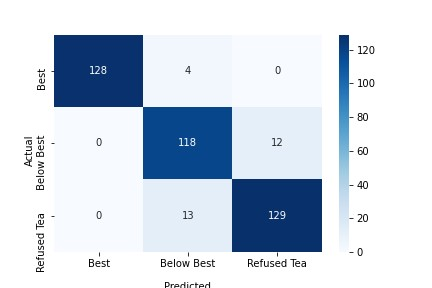 Best
128
4
0
120
100
Actual
Below Best
0
118
12
80
60
Refused Tea
0
13
129
40
20
0
Best
Below Best
Refused Tea
Predicted